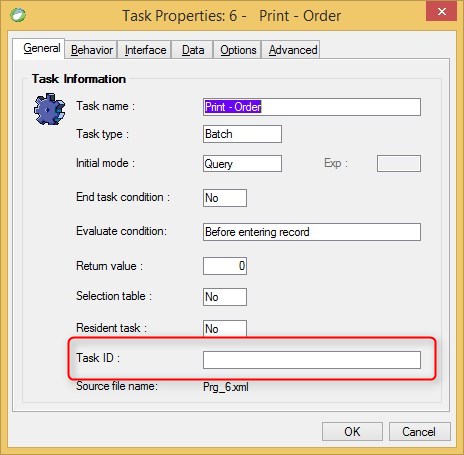 Task Properties: 6 - Print - Order
General Behavior Interface Data Options Advanced
Task Information
Task name : Print - Order
Task type : Batch
Initial mode : Query Exp :
End task condition : No
Evaluate condition: Before entering record
Return value : 0
Selection table : No
Resident task : No
Task ID :
Source file name: Prg_6.xml
OK Cancel